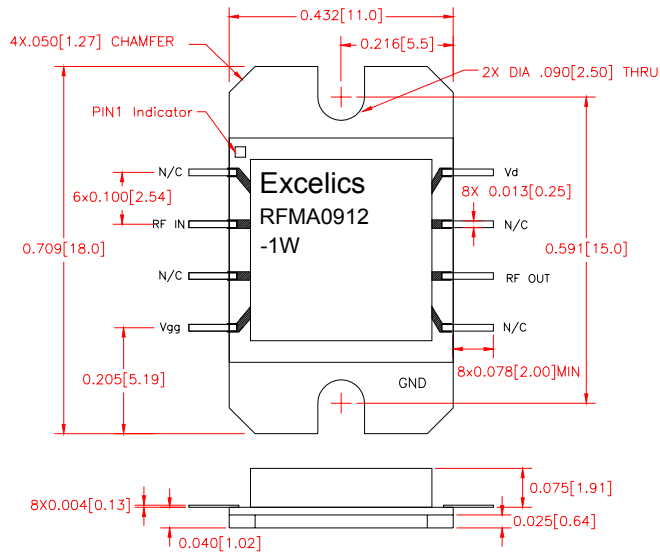 0.432[11.0]
4X.050[1.27] CHAMFER
0.216[5.5]
2X DIA .090[2.50] THRU
PIN1 Indicator
N/C
Vd
Excelics
RFMA0912
-1W
6x0.100[2.54]
8X 0.013[0.25]
RF IN
N/C
0.709[18.0]
0.591[15.0]
N/C
RF OUT
Vgg
N/C
0.205[5.19]
8x0.078[2.00]MIN
GND
0.075[1.91]
8X0.004[0.13]
0.025[0.64]
0.040[1.02]